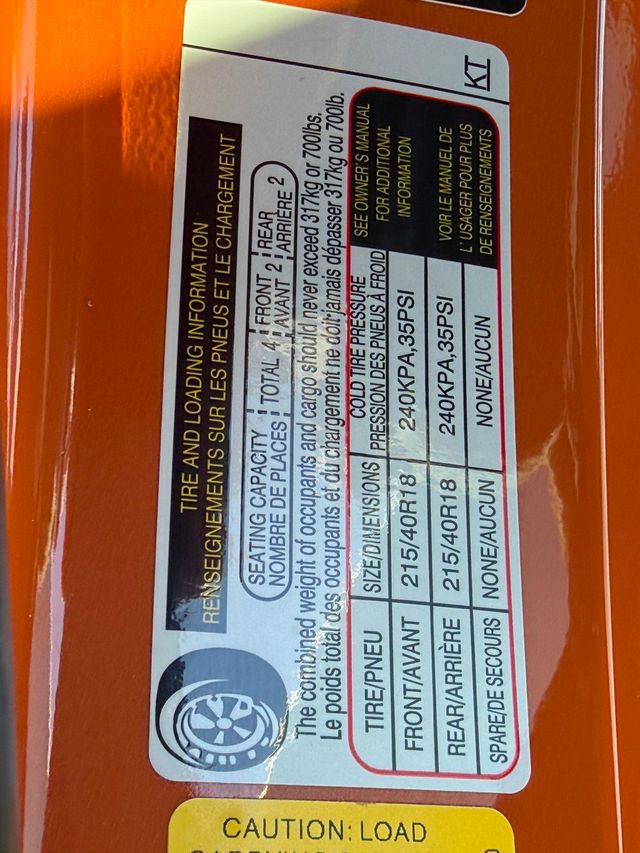 KT
TIRE AND LOADING INFORMATION
RENSEIGNEMENTS SUR LES PNEUS ET LE CHARGEMENT
SEATING CAPACITY TOTAL 4 FRONT 2 REAR 2
NOMBRE DE PLACES AVANT ARRIÈRE
The combined weight of occupants and cargo should never exceed 317kg or 700lbs.
Le poids total des occupants et du chargement ne doit jamais dépasser 317kg ou 700lb.
TIRE/PNEU SIZE/DIMENSIONS COLD TIRE PRESSURE
PRESSION DES PNEUS À FROID
FRONT/AVANT 215/40R18 240KPA,35PSI
REAR/ARRIÈRE 215/40R18 240KPA,35PSI
SPARE/DE SECOURS NONE/AUCUN NONE/AUCUN
SEE OWNER'S MANUAL
FOR ADDITIONAL
INFORMATION
VOIR LE MANUEL DE
L'USAGER POUR PLUS
DE RENSEIGNEMENTS
CAUTION: LOAD